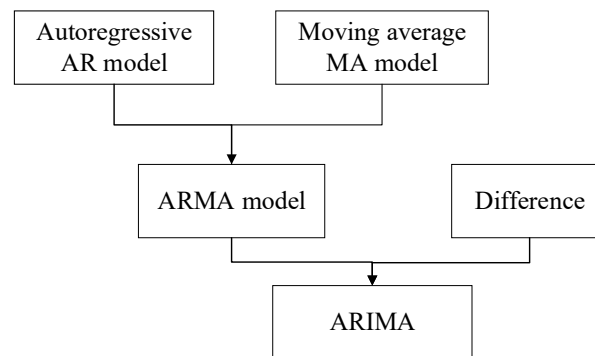 Autoregressive
AR model
Moving average
MA model
ARMA model
Difference
ARIMA